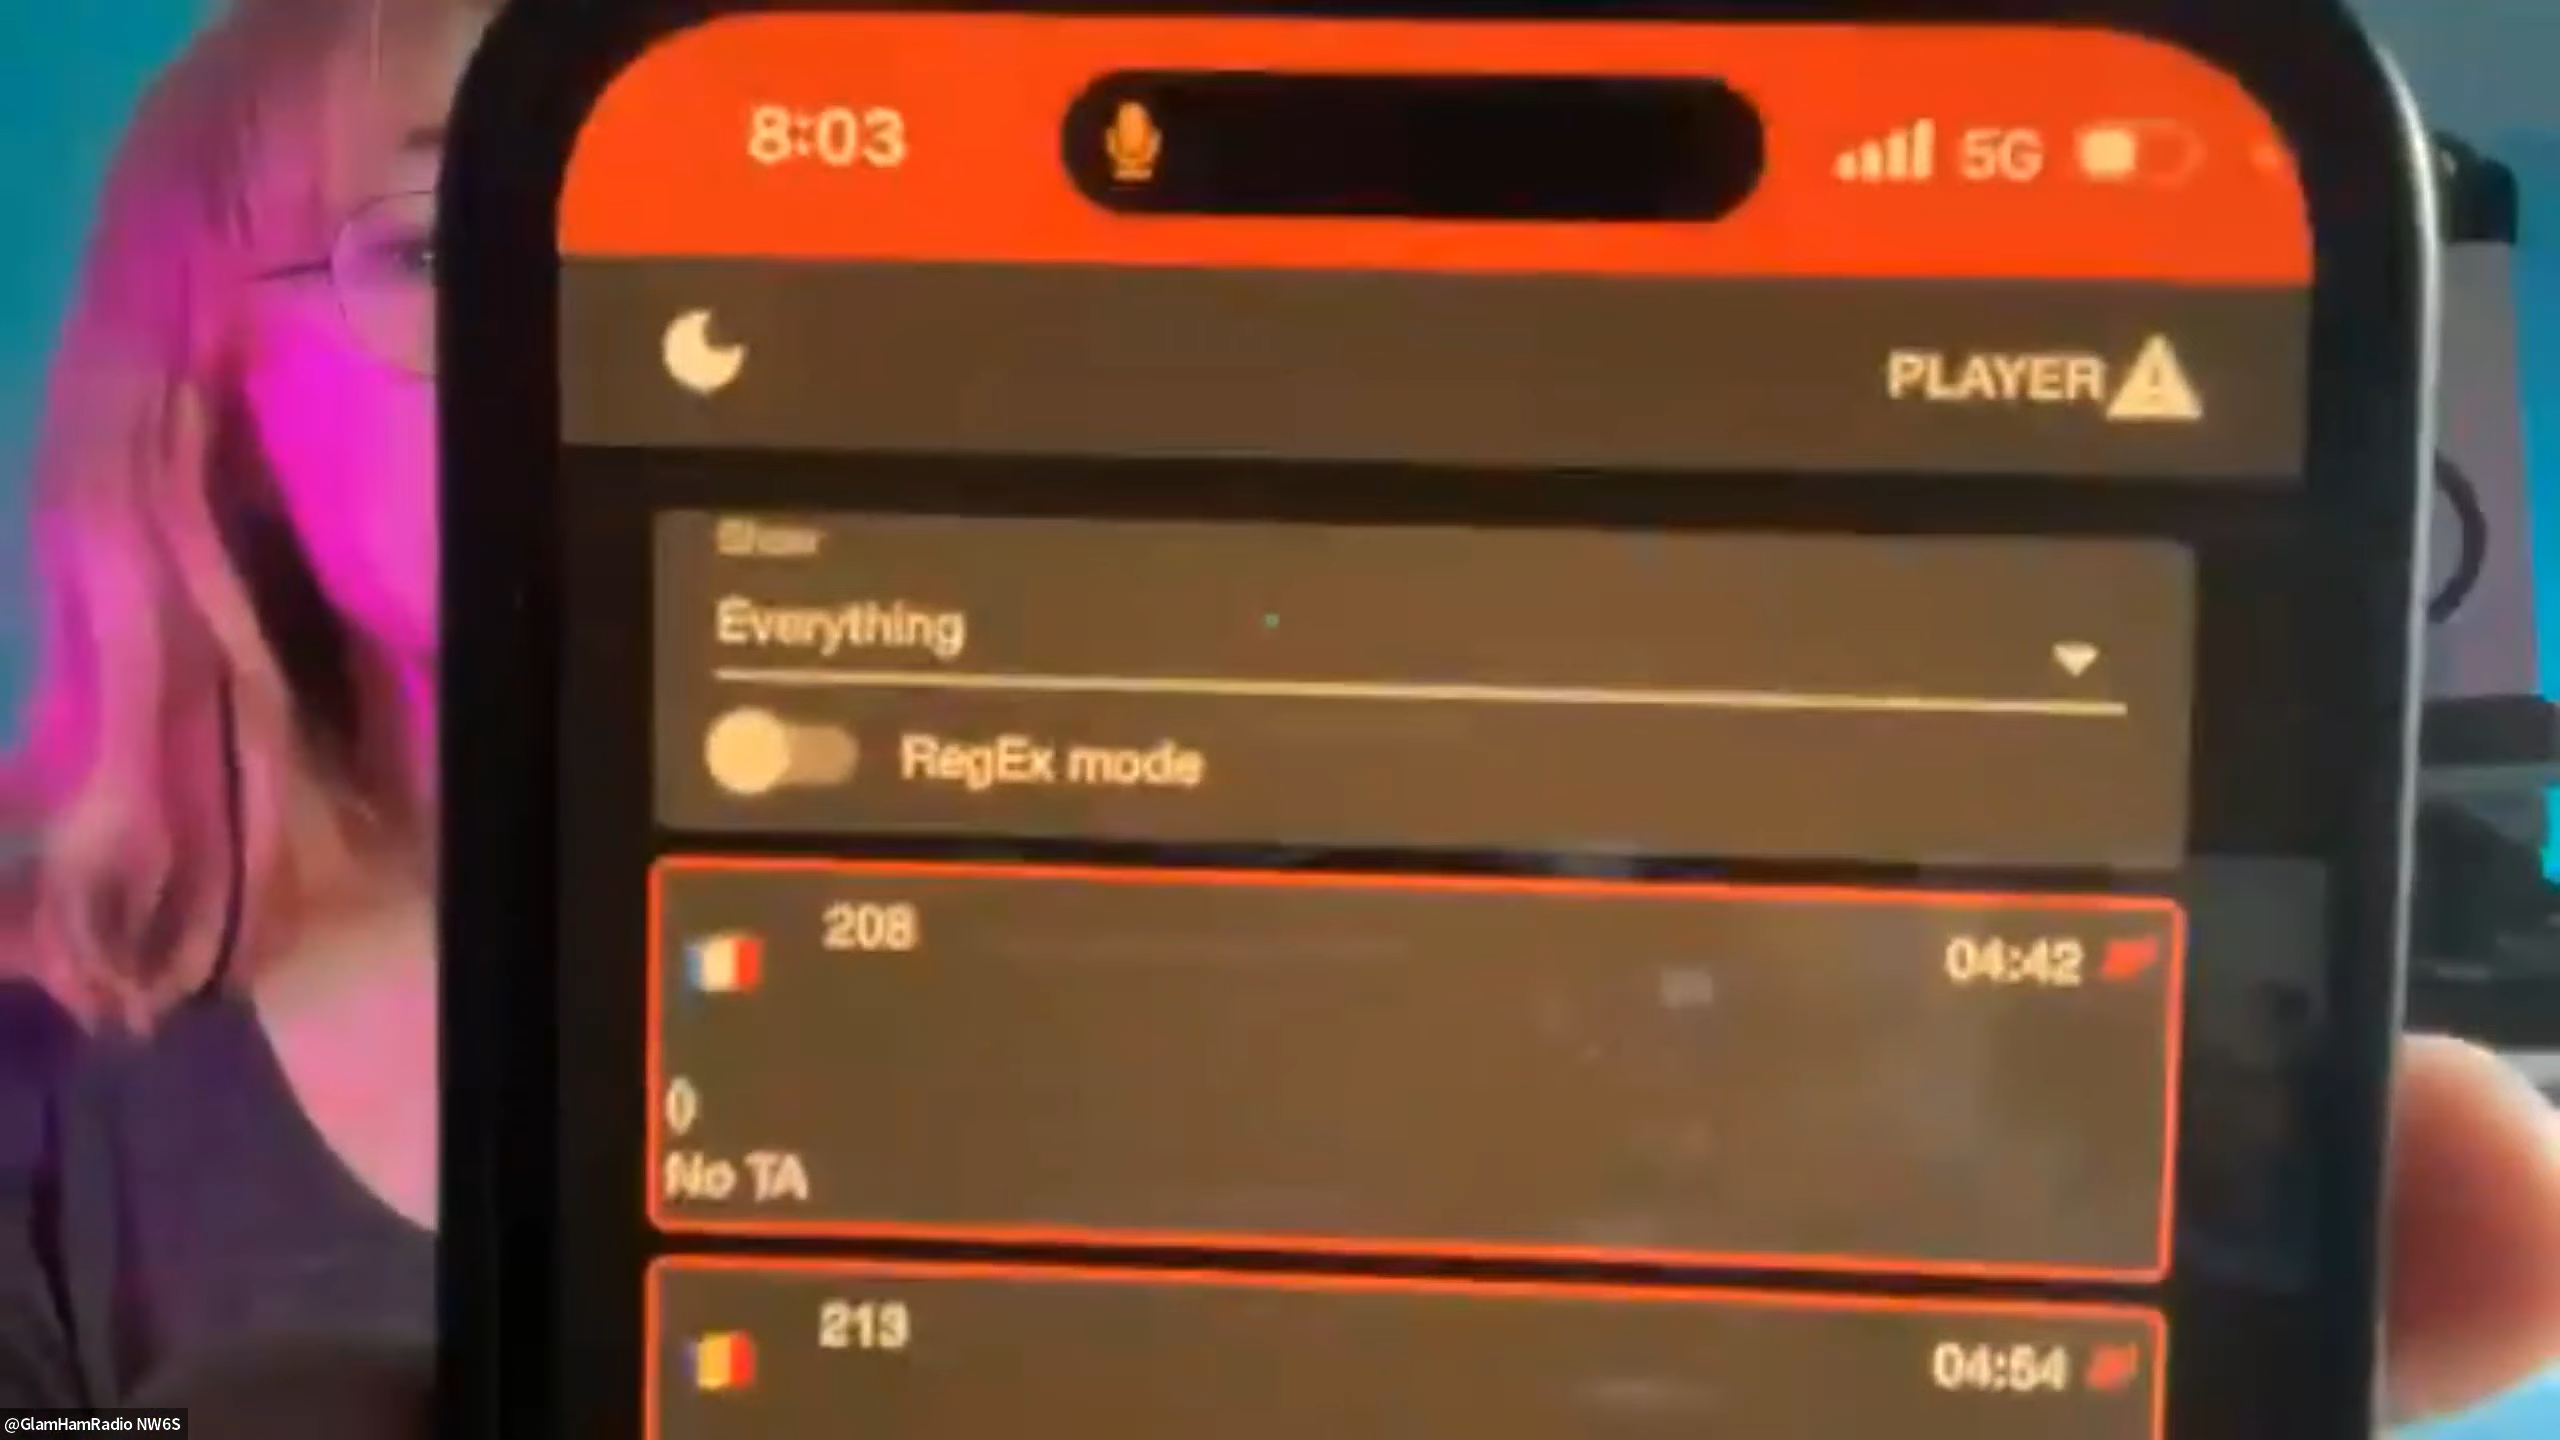 8:03
5G
PLAYER
Show
Everything
RegEx mode
208
04:42
0
No TA
213
04:54
@GlamHamRadio NW6S